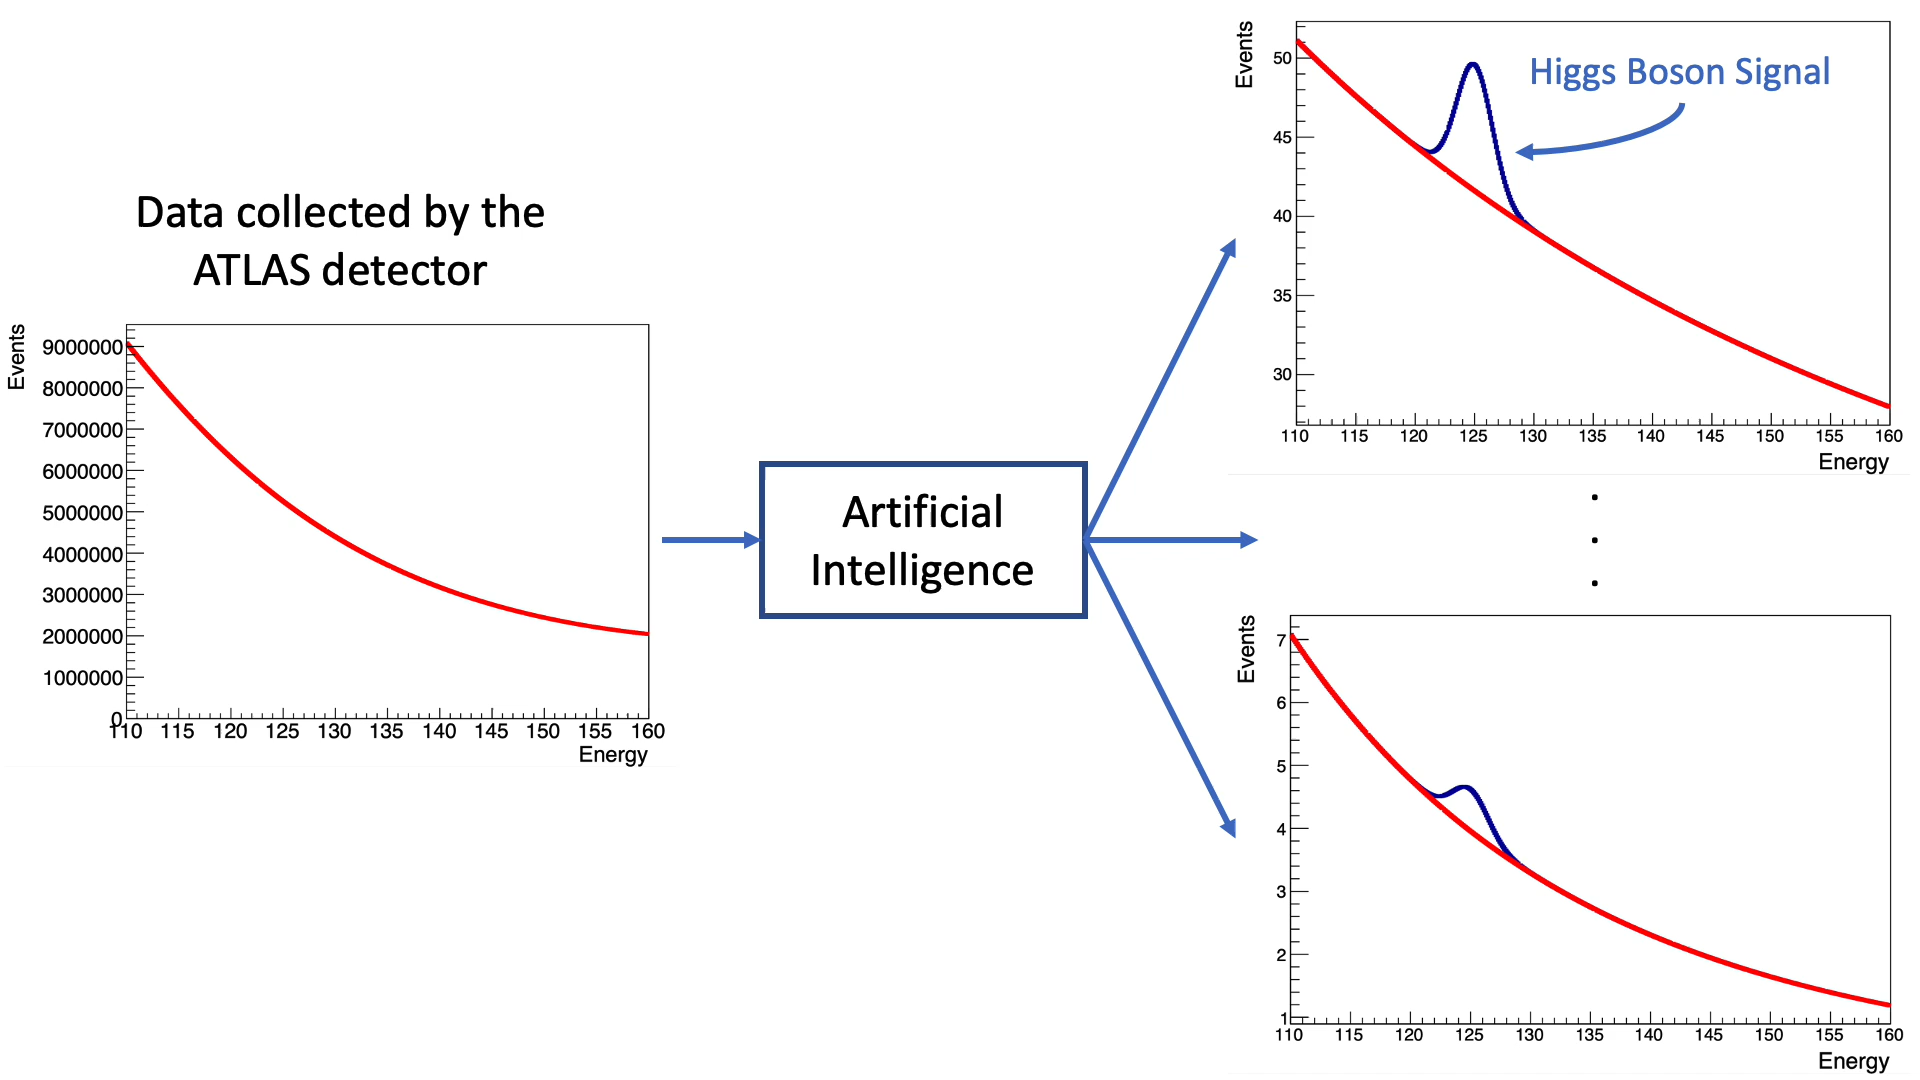 Data collected by the
ATLAS detector
Events
9000000
8000000
7000000
6000000
5000000
4000000
3000000
2000000
1000000
0
110 115 120 125 130 135 140 145 150 155 160
Energy
Artificial
Intelligence
Events
Higgs Boson Signal
50
45
40
35
30
110 115 120 125 130 135 140 145 150 155 160
Energy
Events
7
6
5
4
3
2
1
110 115 120 125 130 135 140 145 150 155 160
Energy